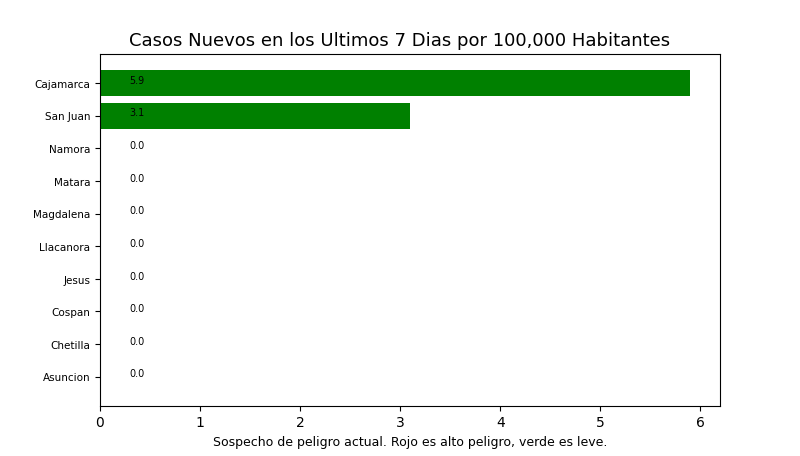 Casos Nuevos en los Ultimos 7 Dias por 100,000 Habitantes
Cajamarca 5.9
San Juan 3.1
Namora 0.0
Matara 0.0
Magdalena 0.0
Llacanora 0.0
Jesus 0.0
Cospan 0.0
Chetilla 0.0
Asuncion 0.0
0 1 2 3 4 5 6
Sospecho de peligro actual. Rojo es alto peligro, verde es leve.